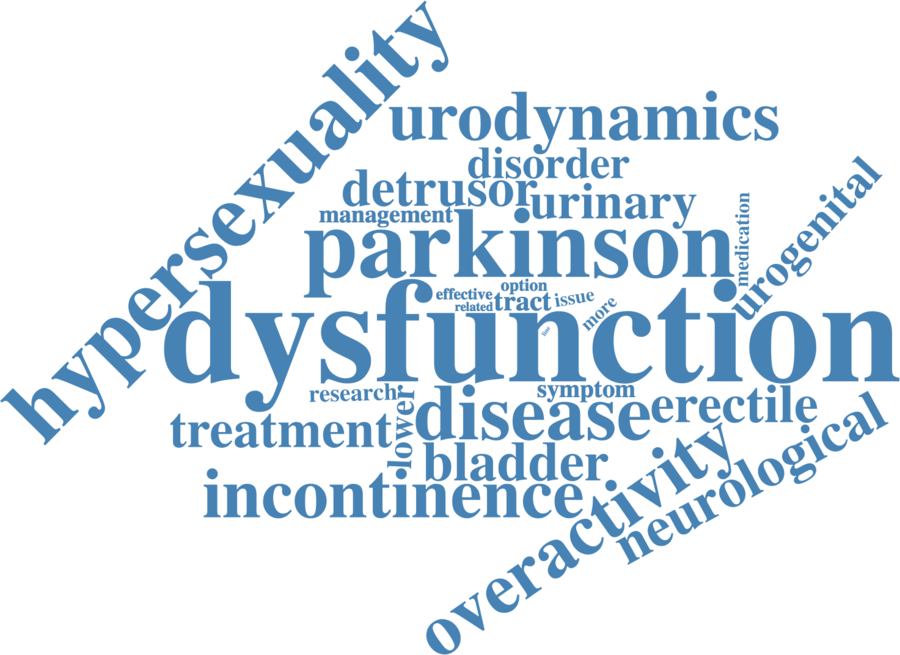 hypersexuality
urodynamics
disorder
detrusor
urinary
management
parkinson
medication
urogenital
effective
option
related
tract
issue
more
dysfunction
research
lower
disease
symptom
erectile
treatment
bladder
incontinence
overactivity
neurological